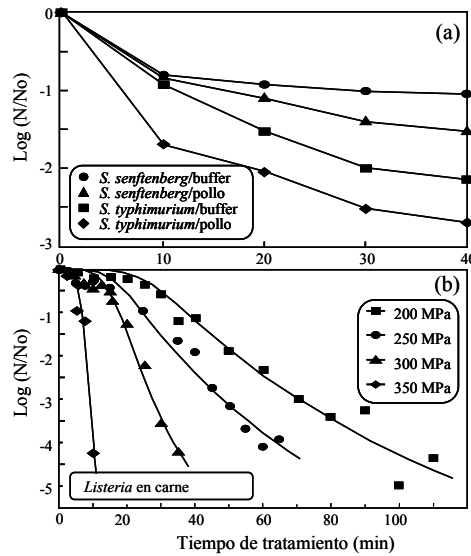 0
(a)
-1
Log (N/No)
-2
S. senftenberg/buffer
S. senftenberg/pollo
S. typhimurium/buffer
S. typhimurium/pollo
-3
0 10 20 30 40
(b)
-1
200 MPa
250 MPa
300 MPa
350 MPa
-2
Log (N/No)
-3
-4
-5
Listeria en carne
0 20 40 60 80 100
Tiempo de tratamiento (min)